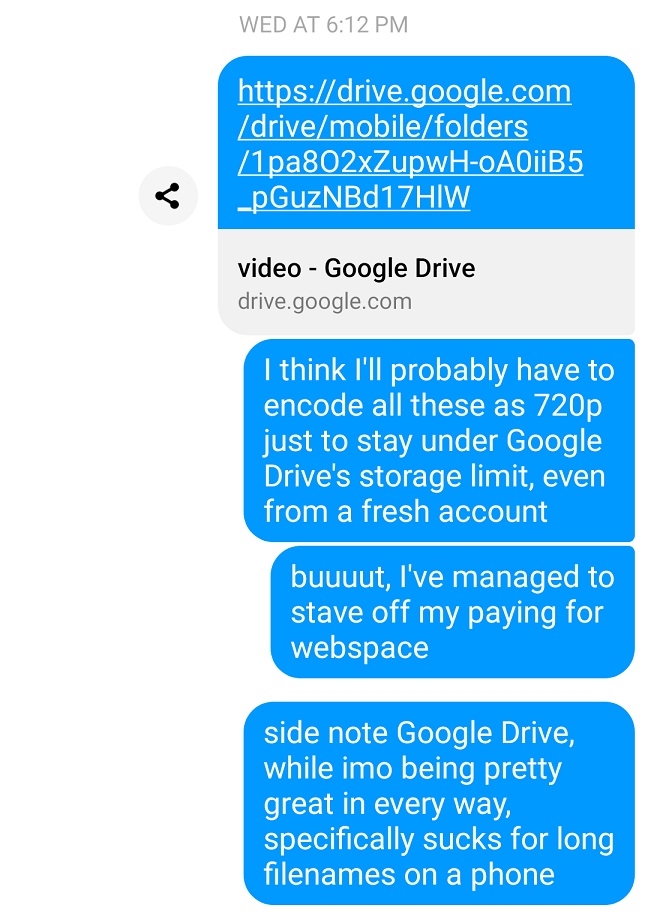 WED AT 6:12 PM
https://drive.google.com
/drive/mobile/folders
/1pa8O2xZupwH-oA0iiB5
_pGuzNBd17HlW
video - Google Drive
drive.google.com
I think I'll probably have to
encode all these as 720p
just to stay under Google
Drive's storage limit, even
from a fresh account
buuuut, I've managed to
stave off my paying for
webspace
side note Google Drive,
while imo being pretty
great in every way,
specifically sucks for long
filenames on a phone